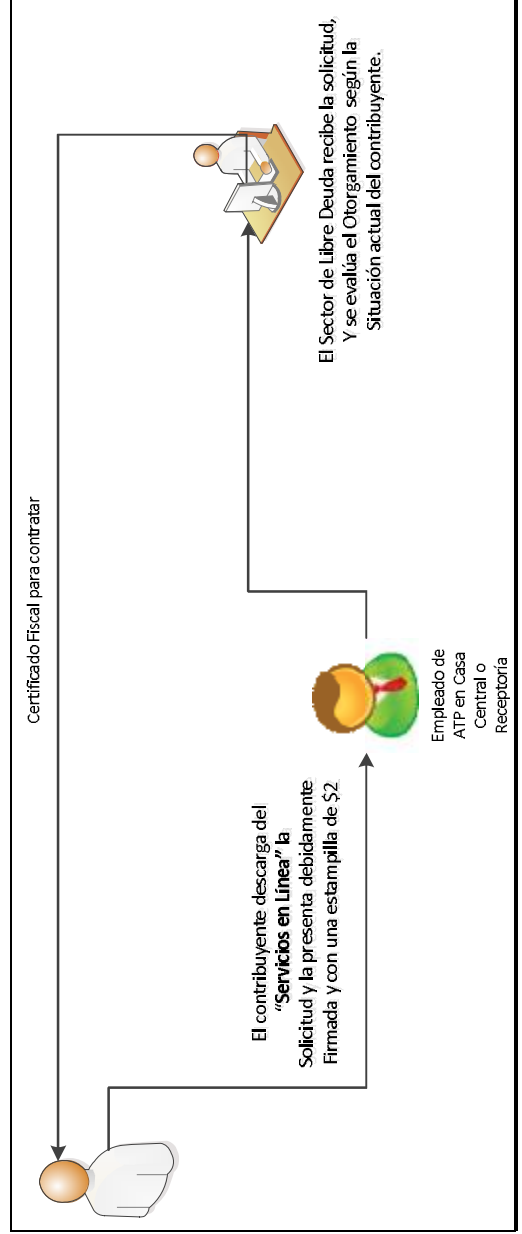 Certificado Fiscal para contratar
El contribuyente descarga del
“Servicios en Línea” la
Solicitud y la presenta debidamente
Firmada y con una estampilla de $2
Empleado de
ATP en Casa
Central o
Receptoría
El Sector de Libre Deuda recibe la solicitud,
Y se evalúa el Otorgamiento según la
Situación actual del contribuyente.